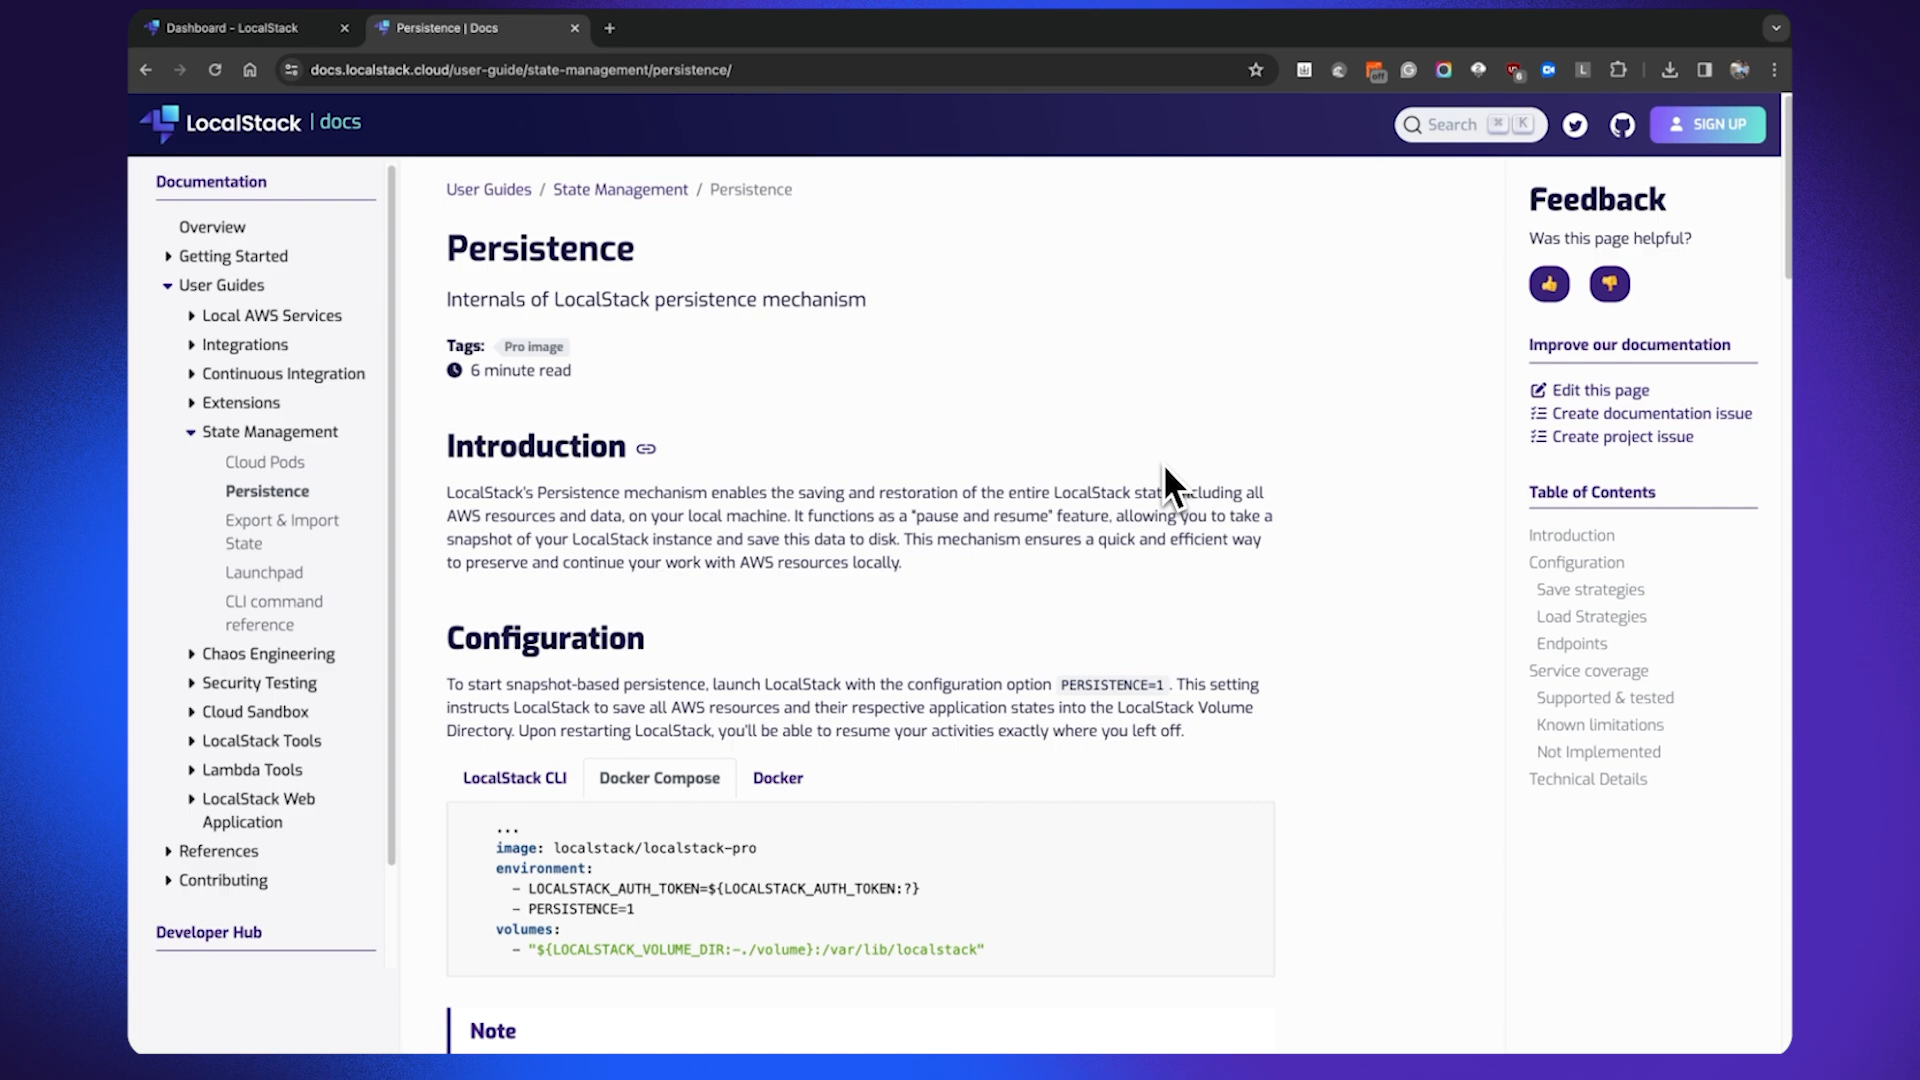 Dashboard - LocalStack
Persistence | Docs
docs.localstack.cloud/user-guide/state-management/persistence/
off
6
L
LocalStack | docs
Search ⌘ K
SIGN UP
Documentation
Overview
Getting Started
User Guides
Local AWS Services
Integrations
Continuous Integration
Extensions
State Management
Cloud Pods
Persistence
Export & Import
State
Launchpad
CLI command
reference
Chaos Engineering
Security Testing
Cloud Sandbox
LocalStack Tools
Lambda Tools
LocalStack Web
Application
References
Contributing
Developer Hub
User Guides / State Management / Persistence
Persistence
Internals of LocalStack persistence mechanism
Tags: Pro image
6 minute read
Introduction
LocalStack's Persistence mechanism enables the saving and restoration of the entire LocalStack all
AWS resources and data, on your local machine. It functions as a "pause and resume" feature, allowing you to take a
snapshot of your LocalStack instance and save this data to disk. This mechanism ensures a quick and efficient way
to preserve and continue your work with AWS resources locally.
Configuration
To start snapshot-based persistence, launch LocalStack with the configuration option PERSISTENCE=1 . This setting
instructs LocalStack to save all AWS resources and their respective application states into the LocalStack Volume
Directory. Upon restarting LocalStack, you'll be able to resume your activities exactly where you left off.
LocalStack CLI Docker Compose Docker
...
image: localstack/localstack-pro
environment:
- LOCALSTACK_AUTH_TOKEN=${LOCALSTACK_AUTH_TOKEN:?}
- PERSISTENCE=1
volumes:
- "${LOCALSTACK_VOLUME_DIR:-./volume}:/var/lib/localstack"
Note
Feedback
Was this page helpful?
Improve our documentation
Edit this page
Create documentation issue
Create project issue
Table of Contents
Introduction
Configuration
Save strategies
Load Strategies
Endpoints
Service coverage
Supported & tested
Known limitations
Not Implemented
Technical Details